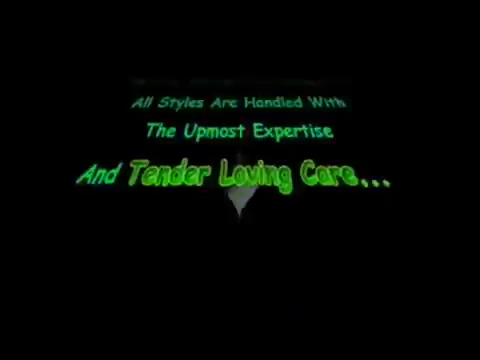 All Styles Are Handled With
The Upmost Expertise
And Tender Loving Care...